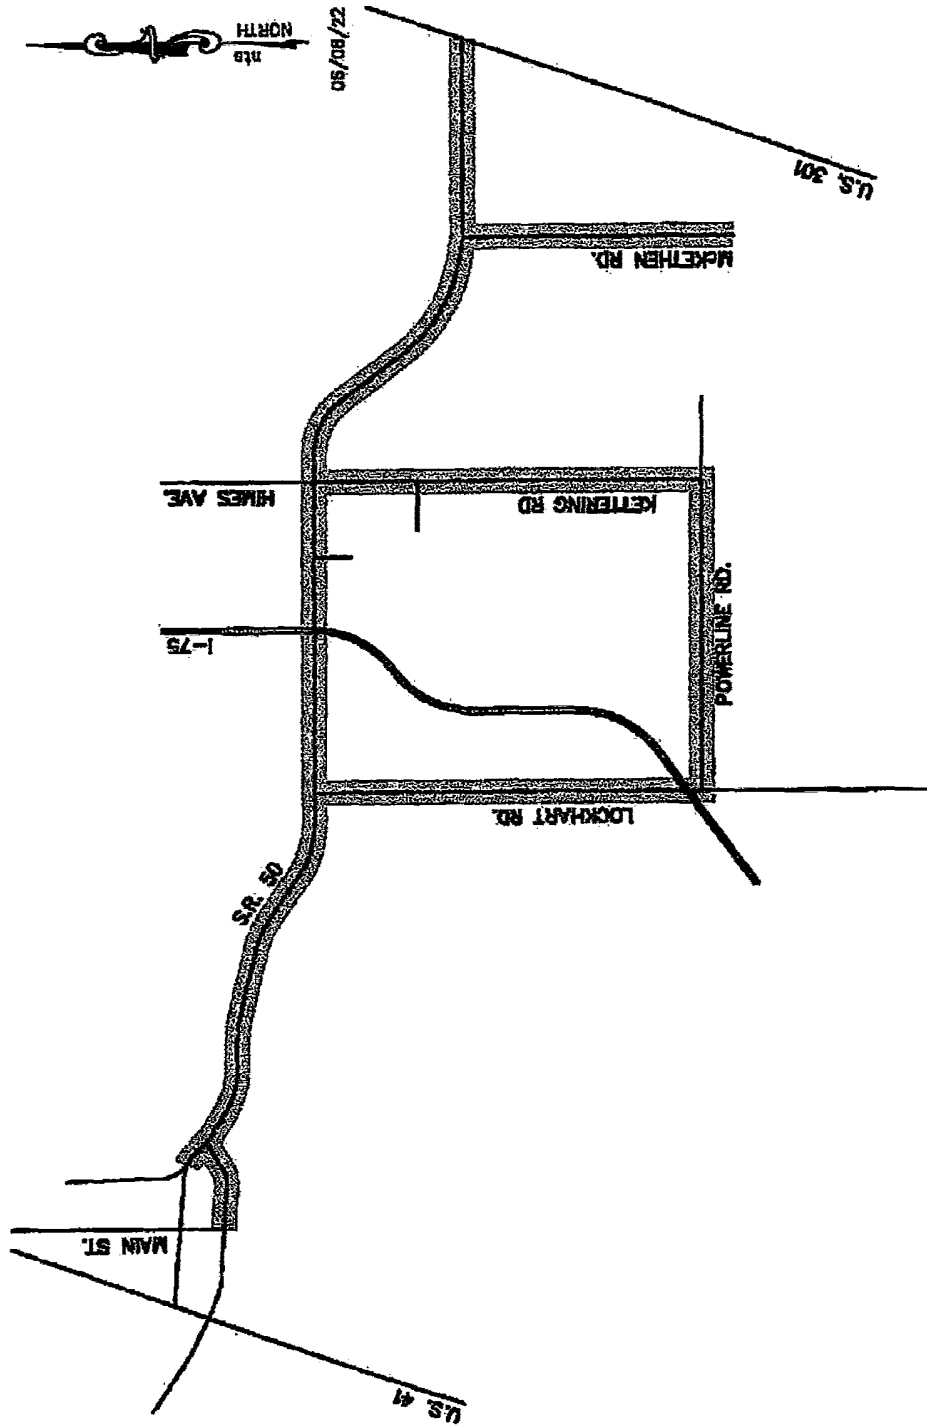 nts
NORTH
06/08/22
U.S. 301
McKETHEN RD.
HIMES AVE.
KETTERING RD
I-75
POWERLINE RD.
LOCKHART RD.
S.R. 50
MAIN ST.
U.S. 41